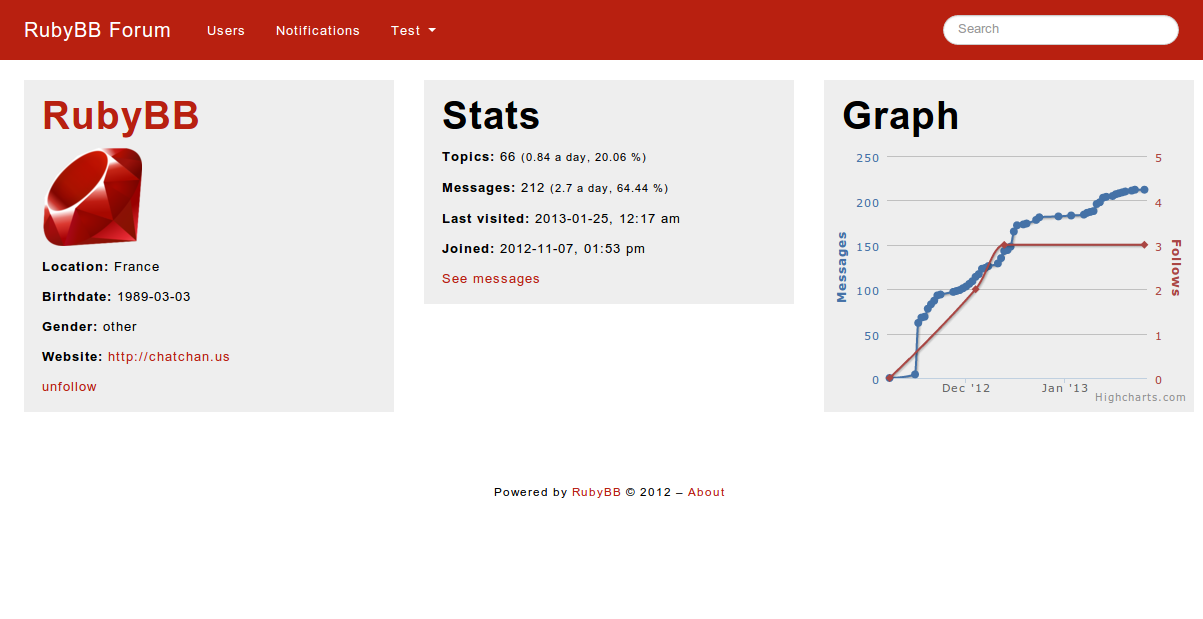 RubyBB Forum Users Notifications Test Search
RubyBB
Location: France
Birthdate: 1989-03-03
Gender: other
Website: http://chatchan.us
unfollow
Stats
Topics: 66 (0.84 a day, 20.06 %)
Messages: 212 (2.7 a day, 64.44 %)
Last visited: 2013-01-25, 12:17 am
Joined: 2012-11-07, 01:53 pm
See messages
Graph
Messages
250
200
150
100
50
0
5
4
3
2
1
0
Follows
Dec '12 Jan '13
Highcharts.com
Powered by RubyBB © 2012 – About